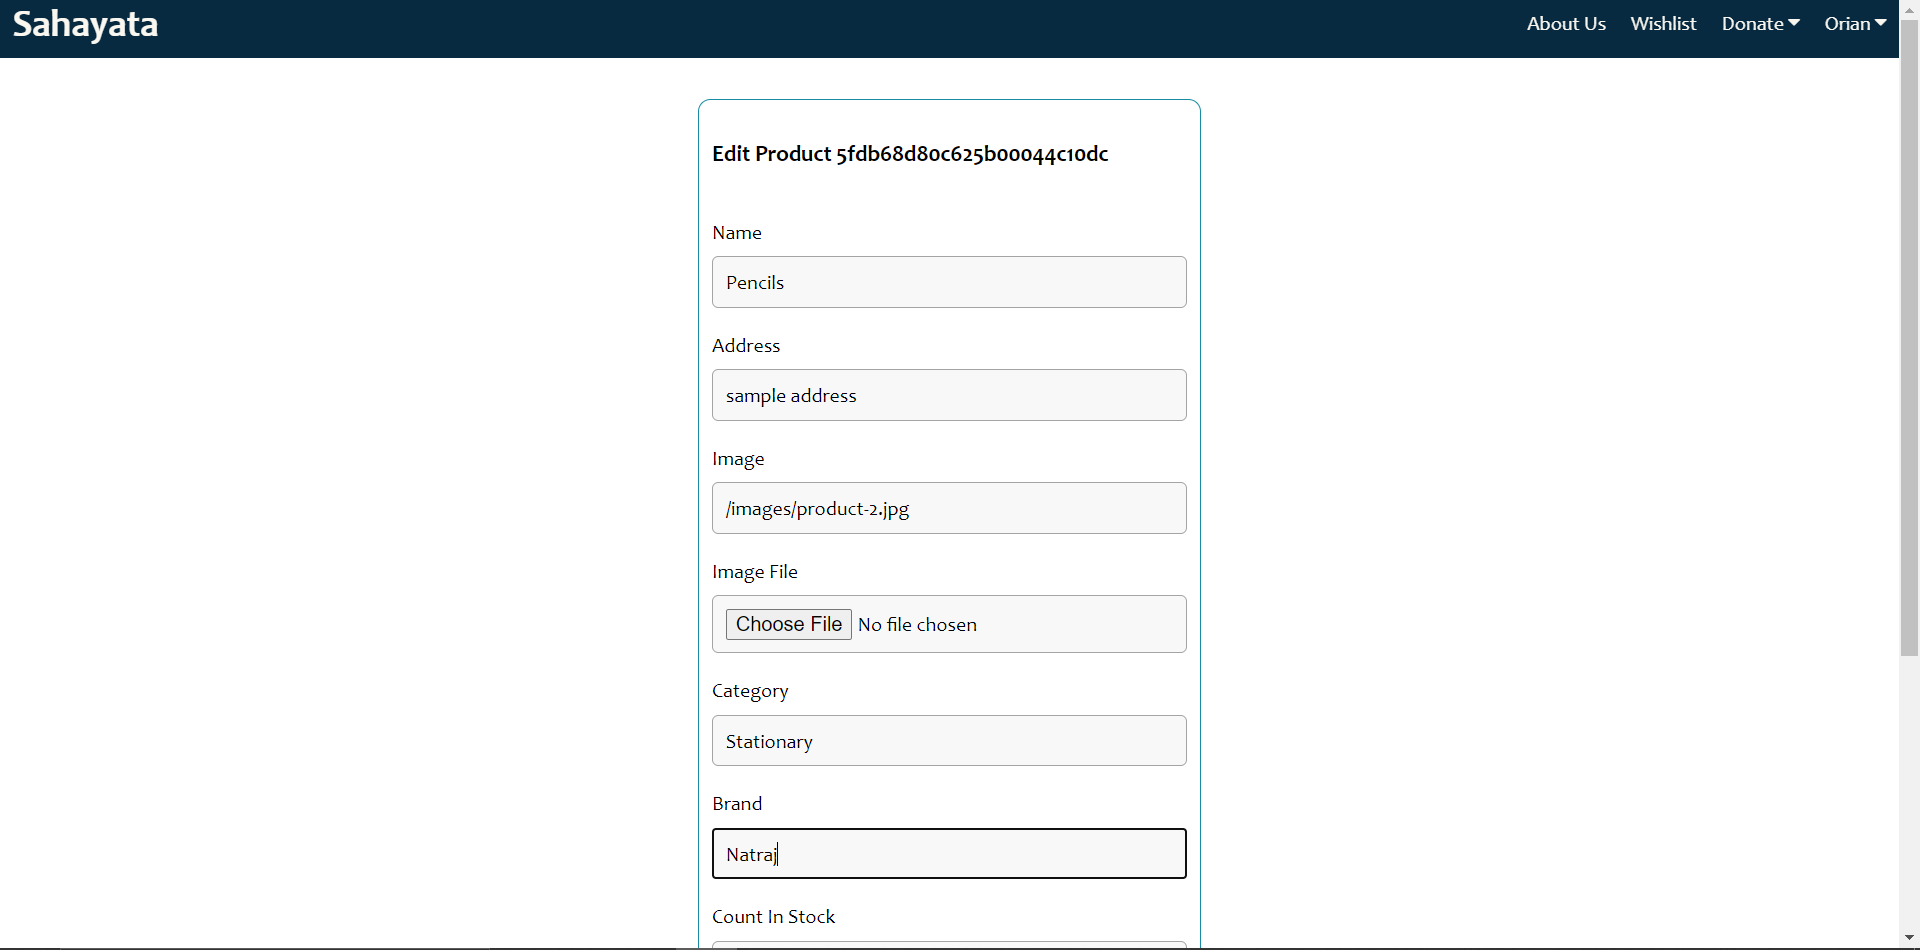 Sahayata
About Us Wishlist Donate Orian
Edit Product 5fdb68d80c625b00044c10dc
Name
Pencils
Address
sample address
Image
/images/product-2.jpg
Image File
Choose File No file chosen
Category
Stationary
Brand
Natraj
Count In Stock